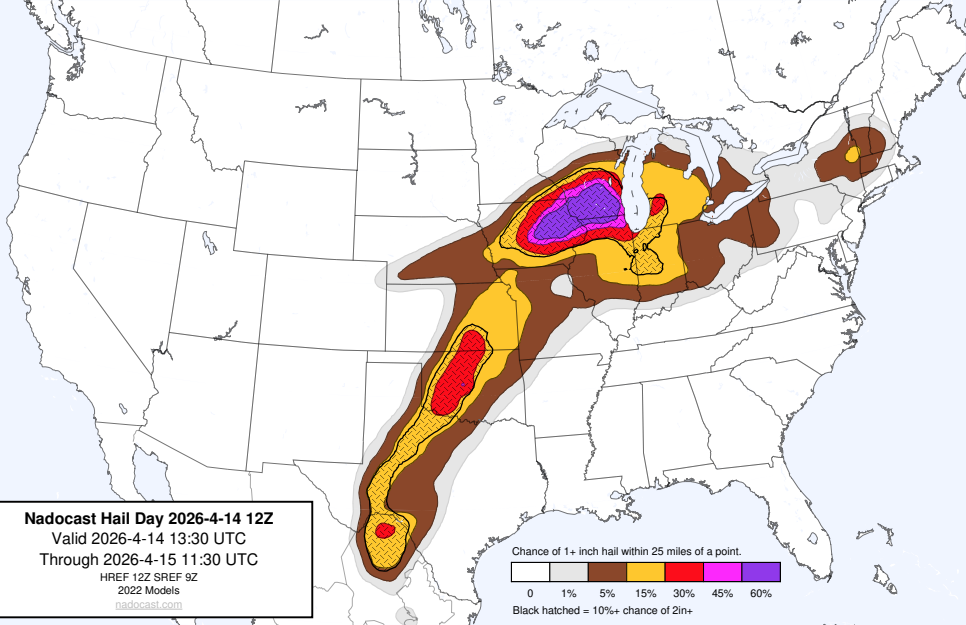 Nadocast Hail Day 2026-4-14 12Z
Valid 2026-4-14 13:30 UTC
Through 2026-4-15 11:30 UTC
HREF 12Z SREF 9Z
2022 Models
nadocast.com
Chance of 1+ inch hail within 25 miles of a point.
0 1% 5% 15% 30% 45% 60%
Black hatched = 10%+ chance of 2in+